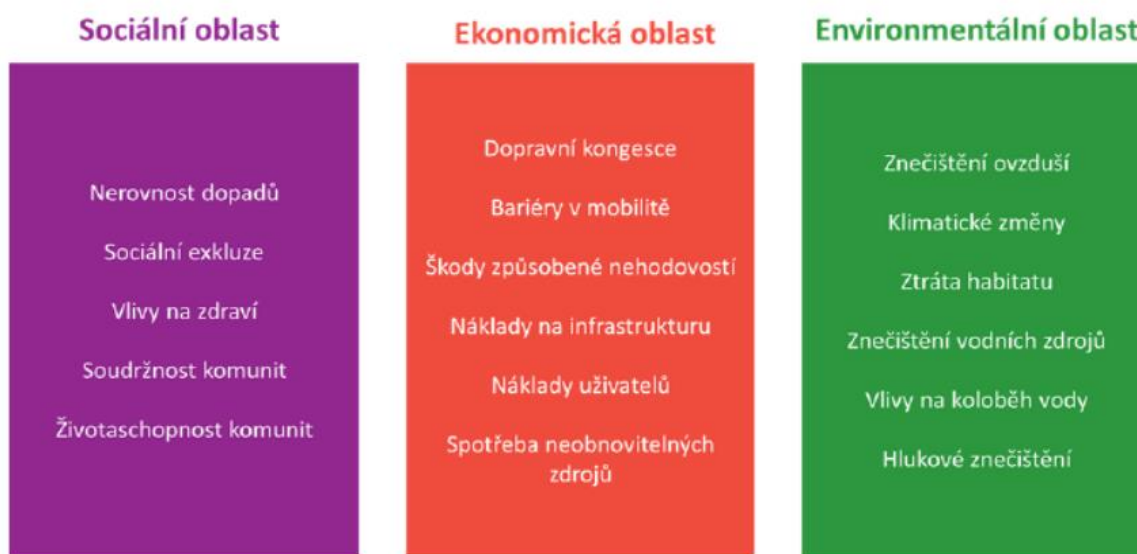 Sociální oblast
Nerovnost dopadů
Sociální exkluze
Vlivy na zdraví
Soudržnost komunit
Životaschopnost komunit
Ekonomická oblast
Dopravní kongesce
Bariéry v mobilitě
Škody způsobené nehodovostí
Náklady na infrastrukturu
Náklady uživatelů
Spotřeba neobnovitelných
zdrojů
Environmentální oblast
Znečištění ovzduší
Klimatické změny
Ztráta habitatu
Znečištění vodních zdrojů
Vlivy na koloběh vody
Hlukové znečištění